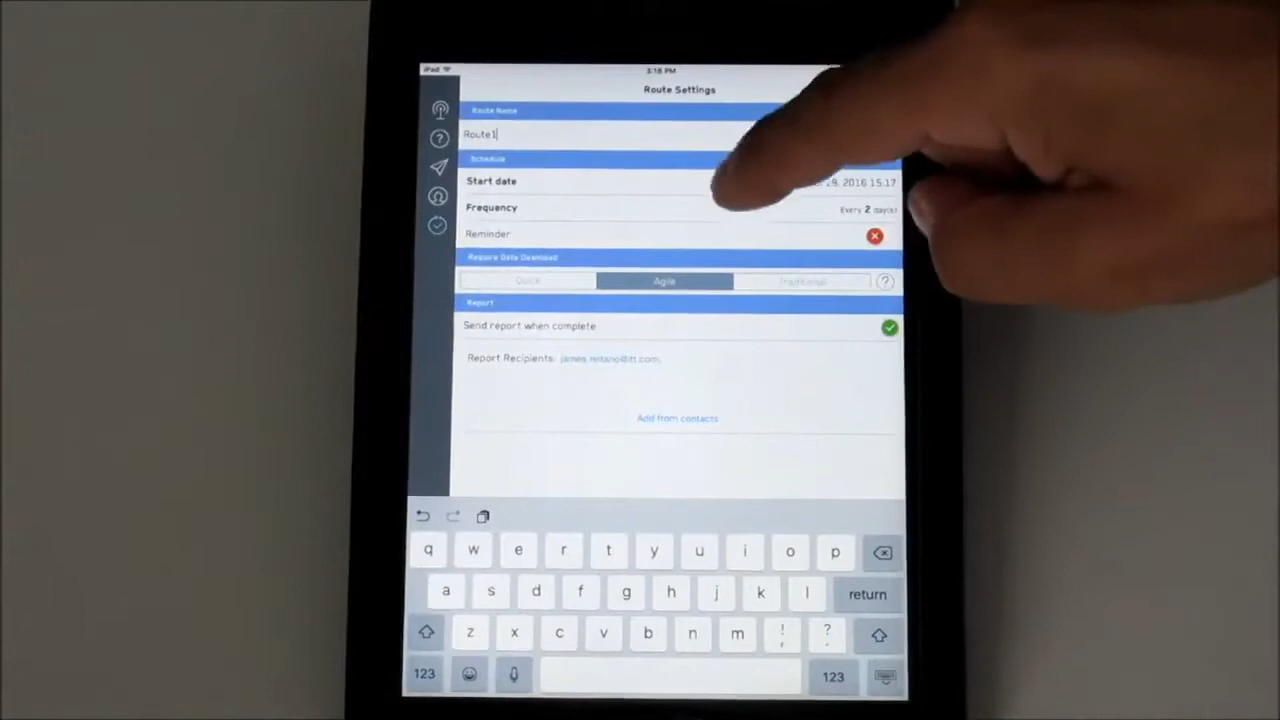 iPad 3:18 PM
Route Settings
Route Name
Route1
Schedule
Start date 29, 2016 15:17
Frequency Every 2 day(s)
Reminder
Require Data Download
Quick Agile Traditional ?
Report
Send report when complete
Report Recipients: james.reitano@itt.com,
Add from contacts
q w e r t y u i o p
a s d f g h j k l return
z x c v b n m ! , ? .
123 123